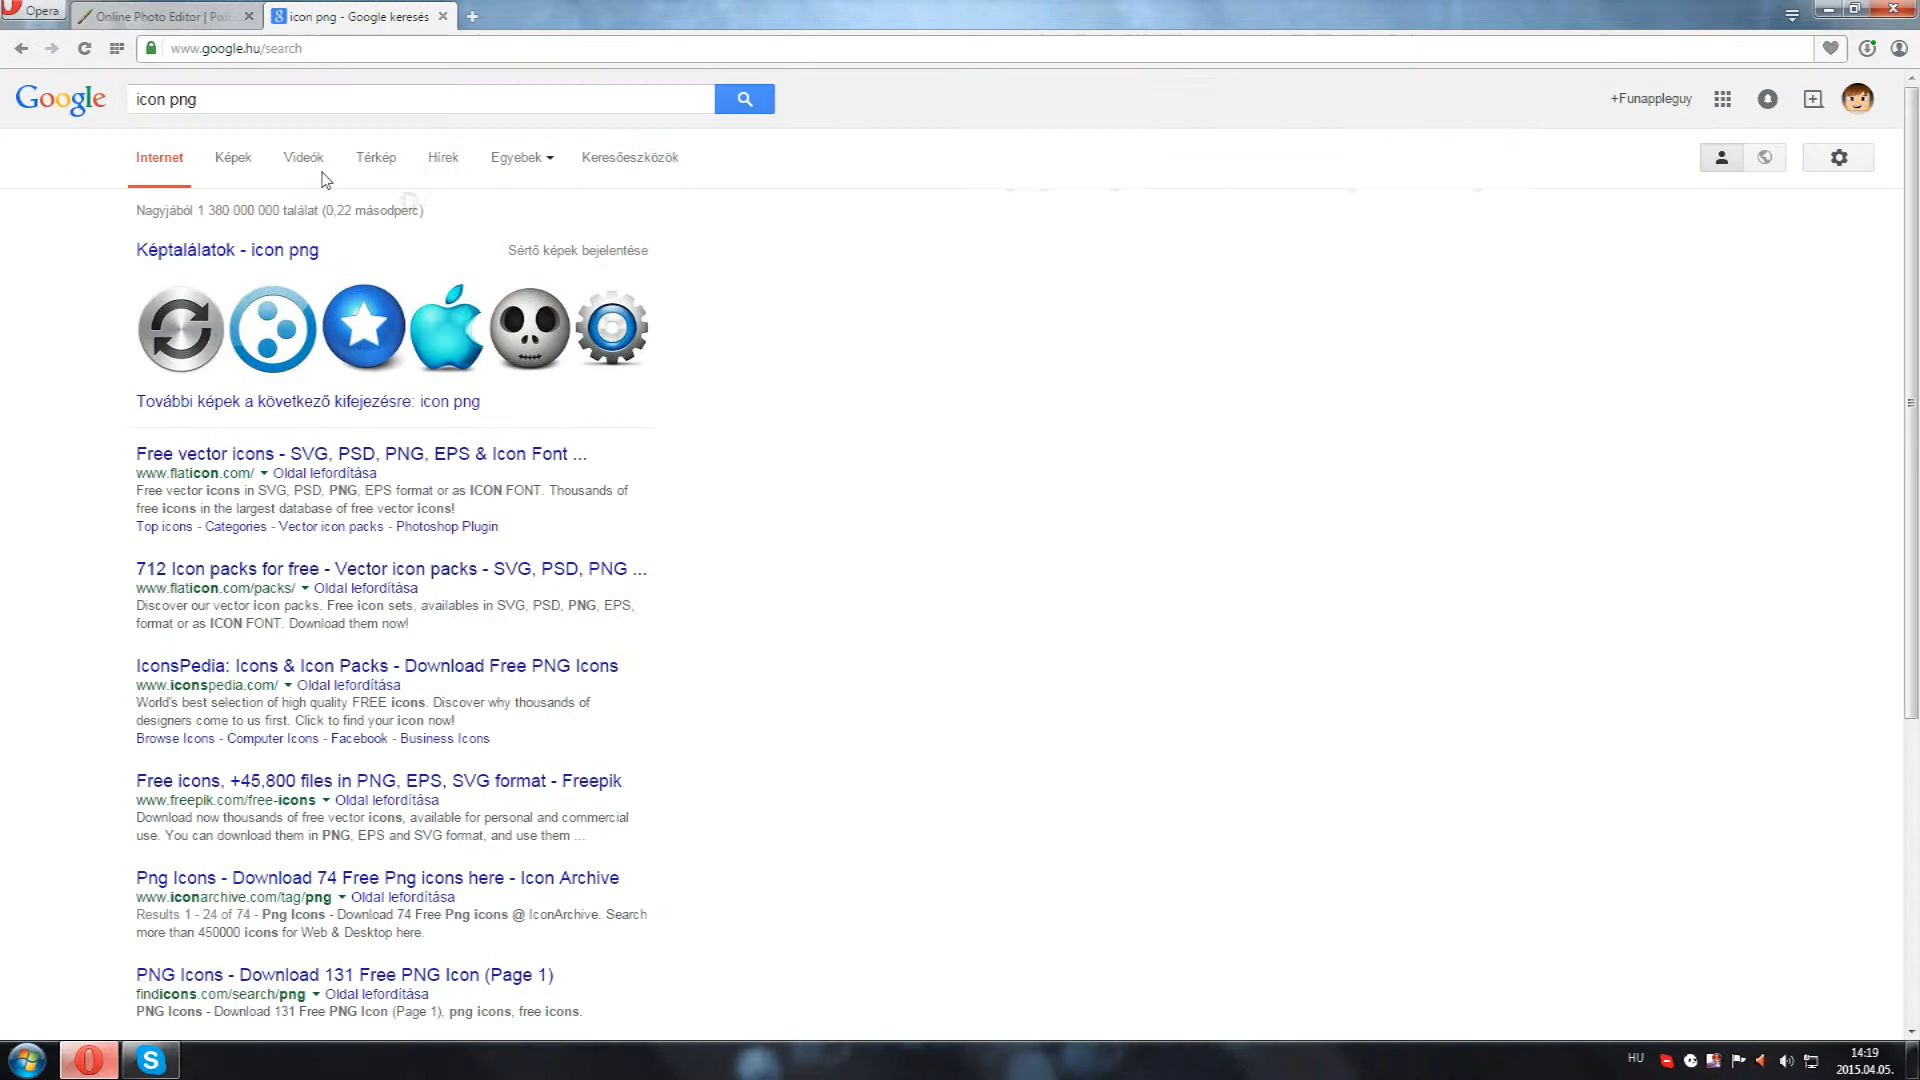 Opera
Online Photo Editor | Pixlr
icon png - Google keresés
www.google.hu/search
Google
icon png
+Funappleguy
Internet Képek Videók Térkép Hírek Egyebek Keresőeszközök
Nagyjából 1 380 000 000 találat (0,22 másodperc)
Képtalálatok - icon png
Sértő képek bejelentése
További képek a következő kifejezésre: icon png
Free vector icons - SVG, PSD, PNG, EPS & Icon Font ...
www.flaticon.com/ Oldal lefordítása
Free vector icons in SVG, PSD, PNG, EPS format or as ICON FONT. Thousands of
free icons in the largest database of free vector icons!
Top icons - Categories - Vector icon packs - Photoshop Plugin
712 Icon packs for free - Vector icon packs - SVG, PSD, PNG ...
www.flaticon.com/packs/ Oldal lefordítása
Discover our vector icon packs. Free icon sets, availables in SVG, PSD, PNG, EPS,
format or as ICON FONT. Download them now!
IconsPedia: Icons & Icon Packs - Download Free PNG Icons
www.iconspedia.com/ Oldal lefordítása
World's best selection of high quality FREE icons. Discover why thousands of
designers come to us first. Click to find your icon now!
Browse Icons - Computer Icons - Facebook - Business Icons
Free icons, +45,800 files in PNG, EPS, SVG format - Freepik
www.freepik.com/free-icons Oldal lefordítása
Download now thousands of free vector icons, available for personal and commercial
use. You can download them in PNG, EPS and SVG format, and use them ...
Png Icons - Download 74 Free Png icons here - Icon Archive
www.iconarchive.com/tag/png Oldal lefordítása
Results 1 - 24 of 74 - Png Icons - Download 74 Free Png icons @ IconArchive. Search
more than 450000 icons for Web & Desktop here.
PNG Icons - Download 131 Free PNG Icon (Page 1)
findicons.com/search/png Oldal lefordítása
PNG Icons - Download 131 Free PNG Icon (Page 1), png icons, free icons.
HU
14:19
2015.04.05.